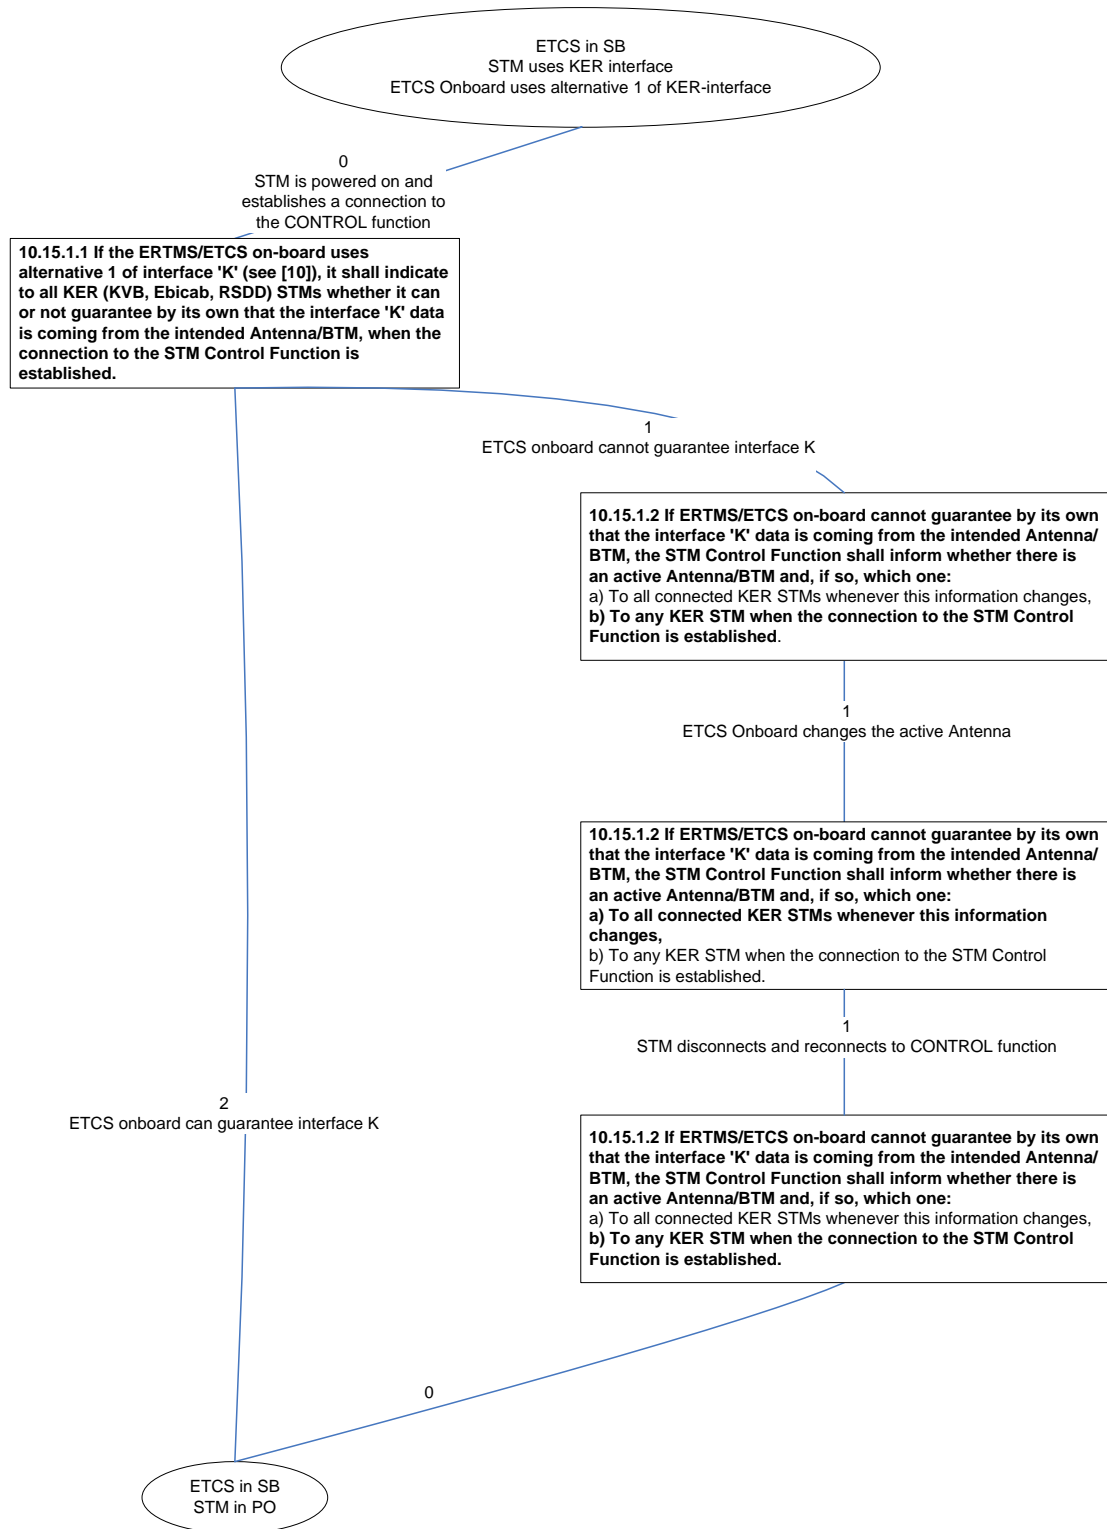 ETCS in SB
STM uses KER interface
ETCS Onboard uses alternative 1 of KER-interface
0
STM is powered on and
establishes a connection to
the CONTROL function
10.15.1.1 If the ERTMS/ETCS on-board uses
alternative 1 of interface 'K' (see [10]), it shall indicate
to all KER (KVB, Ebicab, RSDD) STMs whether it can
or not guarantee by its own that the interface 'K' data
is coming from the intended Antenna/BTM, when the
connection to the STM Control Function is
established.
1
ETCS onboard cannot guarantee interface K
10.15.1.2 If ERTMS/ETCS on-board cannot guarantee by its own
that the interface 'K' data is coming from the intended Antenna/
BTM, the STM Control Function shall inform whether there is
an active Antenna/BTM and, if so, which one:
a) To all connected KER STMs whenever this information changes,
b) To any KER STM when the connection to the STM Control
Function is established.
1
ETCS Onboard changes the active Antenna
10.15.1.2 If ERTMS/ETCS on-board cannot guarantee by its own
that the interface 'K' data is coming from the intended Antenna/
BTM, the STM Control Function shall inform whether there is
an active Antenna/BTM and, if so, which one:
a) To all connected KER STMs whenever this information
changes,
b) To any KER STM when the connection to the STM Control
Function is established.
1
STM disconnects and reconnects to CONTROL function
2
ETCS onboard can guarantee interface K
10.15.1.2 If ERTMS/ETCS on-board cannot guarantee by its own
that the interface 'K' data is coming from the intended Antenna/
BTM, the STM Control Function shall inform whether there is
an active Antenna/BTM and, if so, which one:
a) To all connected KER STMs whenever this information changes,
b) To any KER STM when the connection to the STM Control
Function is established.
0
ETCS in SB
STM in PO